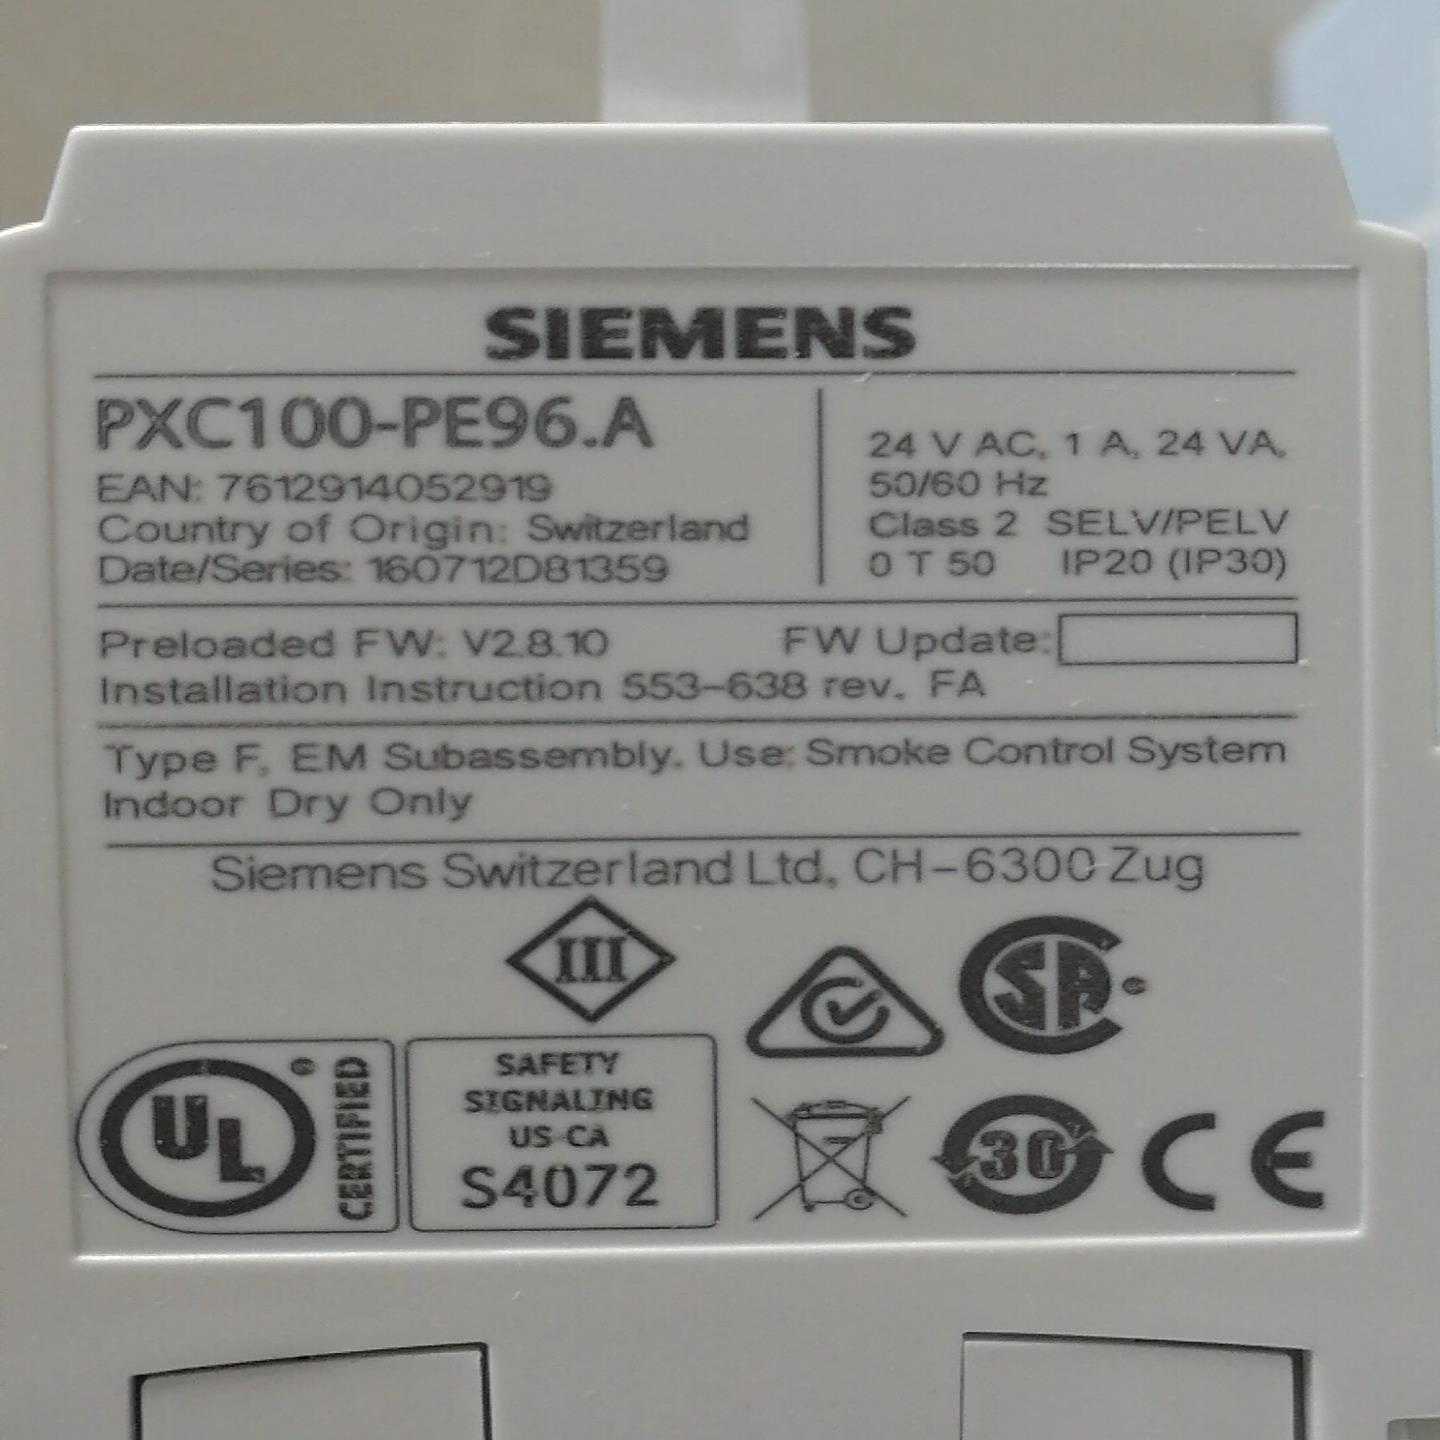 SIEMENS
PXC100-PE96.A
EAN: 7612914052919
Country of Origin: Switzerland
Date/Series: 160712D81359
24 V AC, 1 A, 24 VA,
50/60 Hz
Class 2 SELV/PELV
0 T 50 IP20 (IP30)
Preloaded FW: V2.8.10 FW Update:
Installation Instruction 553-638 rev. FA
Type F, EM Subassembly. Use: Smoke Control System
Indoor Dry Only
Siemens Switzerland Ltd, CH-6300 Zug
III
SA
®
UL
®
CERTIFIED
SAFETY
SIGNALING
US-CA
S4072
30
CE